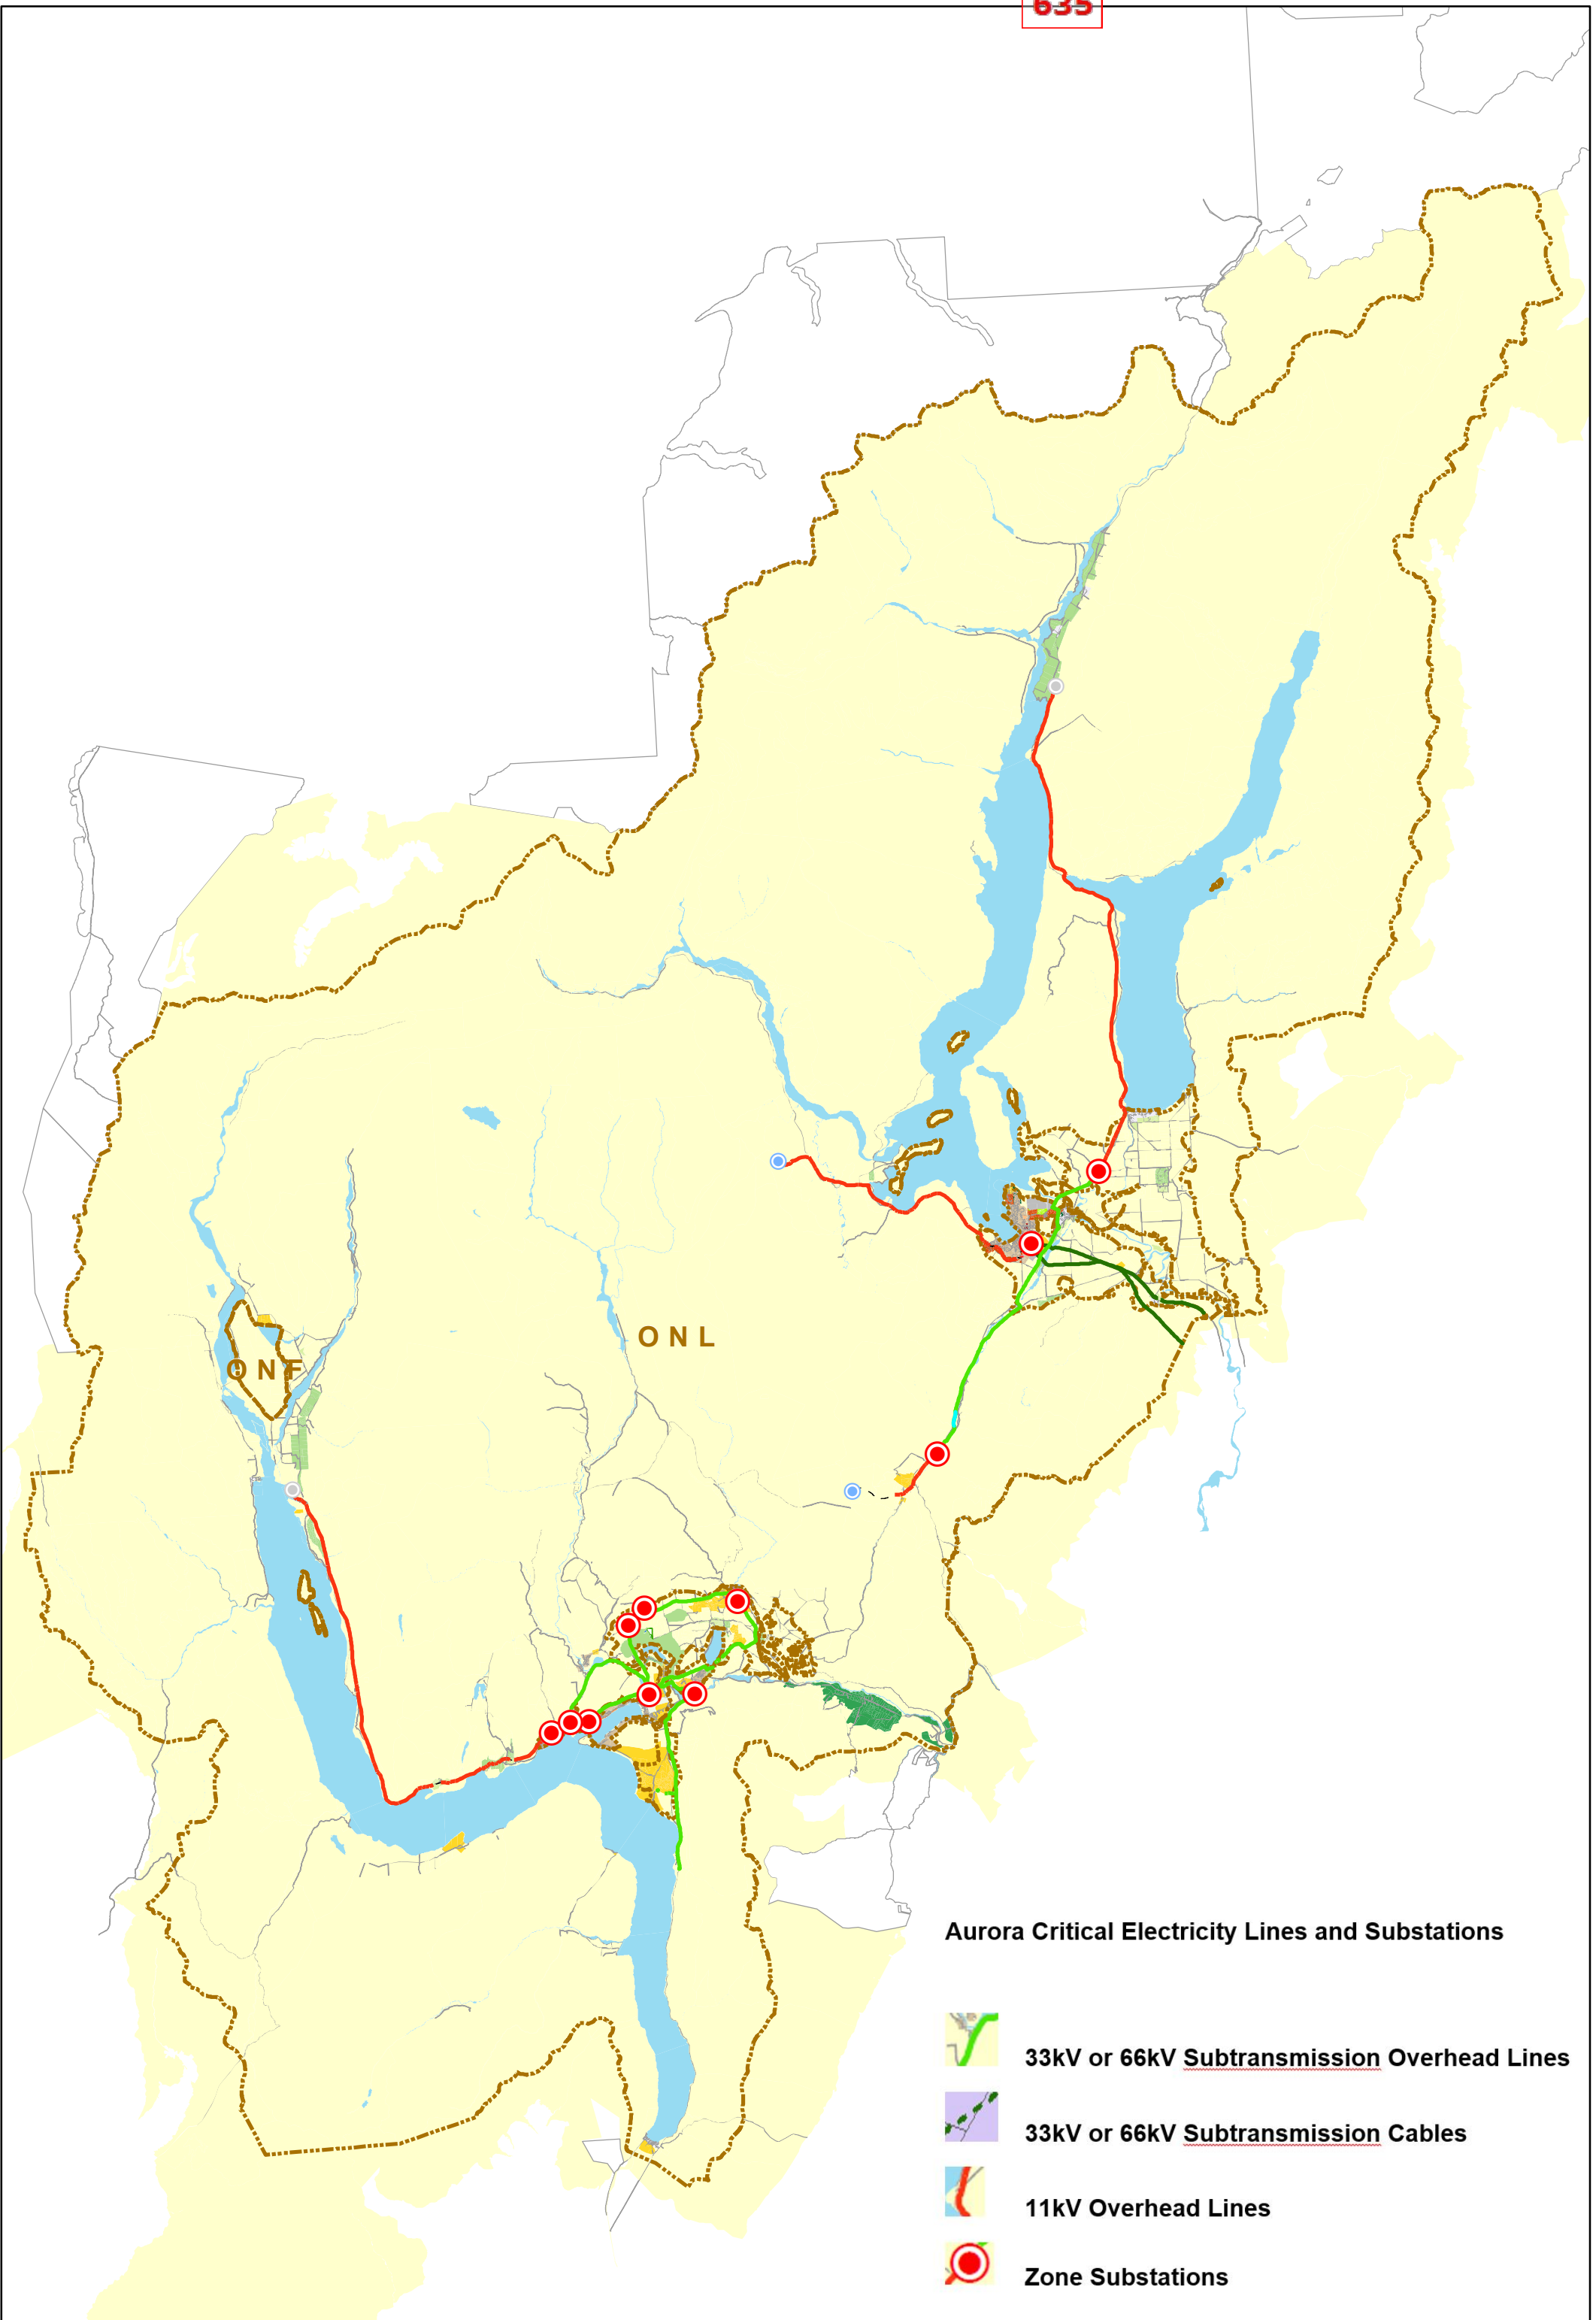 635
ONL
ONF
Aurora Critical Electricity Lines and Substations
33kV or 66kV Subtransmission Overhead Lines
33kV or 66kV Subtransmission Cables
11kV Overhead Lines
Zone Substations